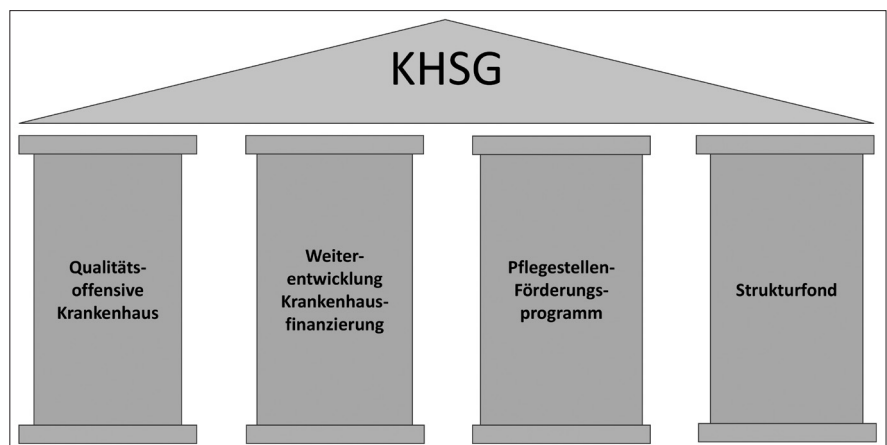 KHSG
Qualitäts-
offensive
Krankenhaus
Weiter-
entwicklung
Krankenhaus-
finanzierung
Pflegestellen-
Förderungs-
programm
Strukturfond